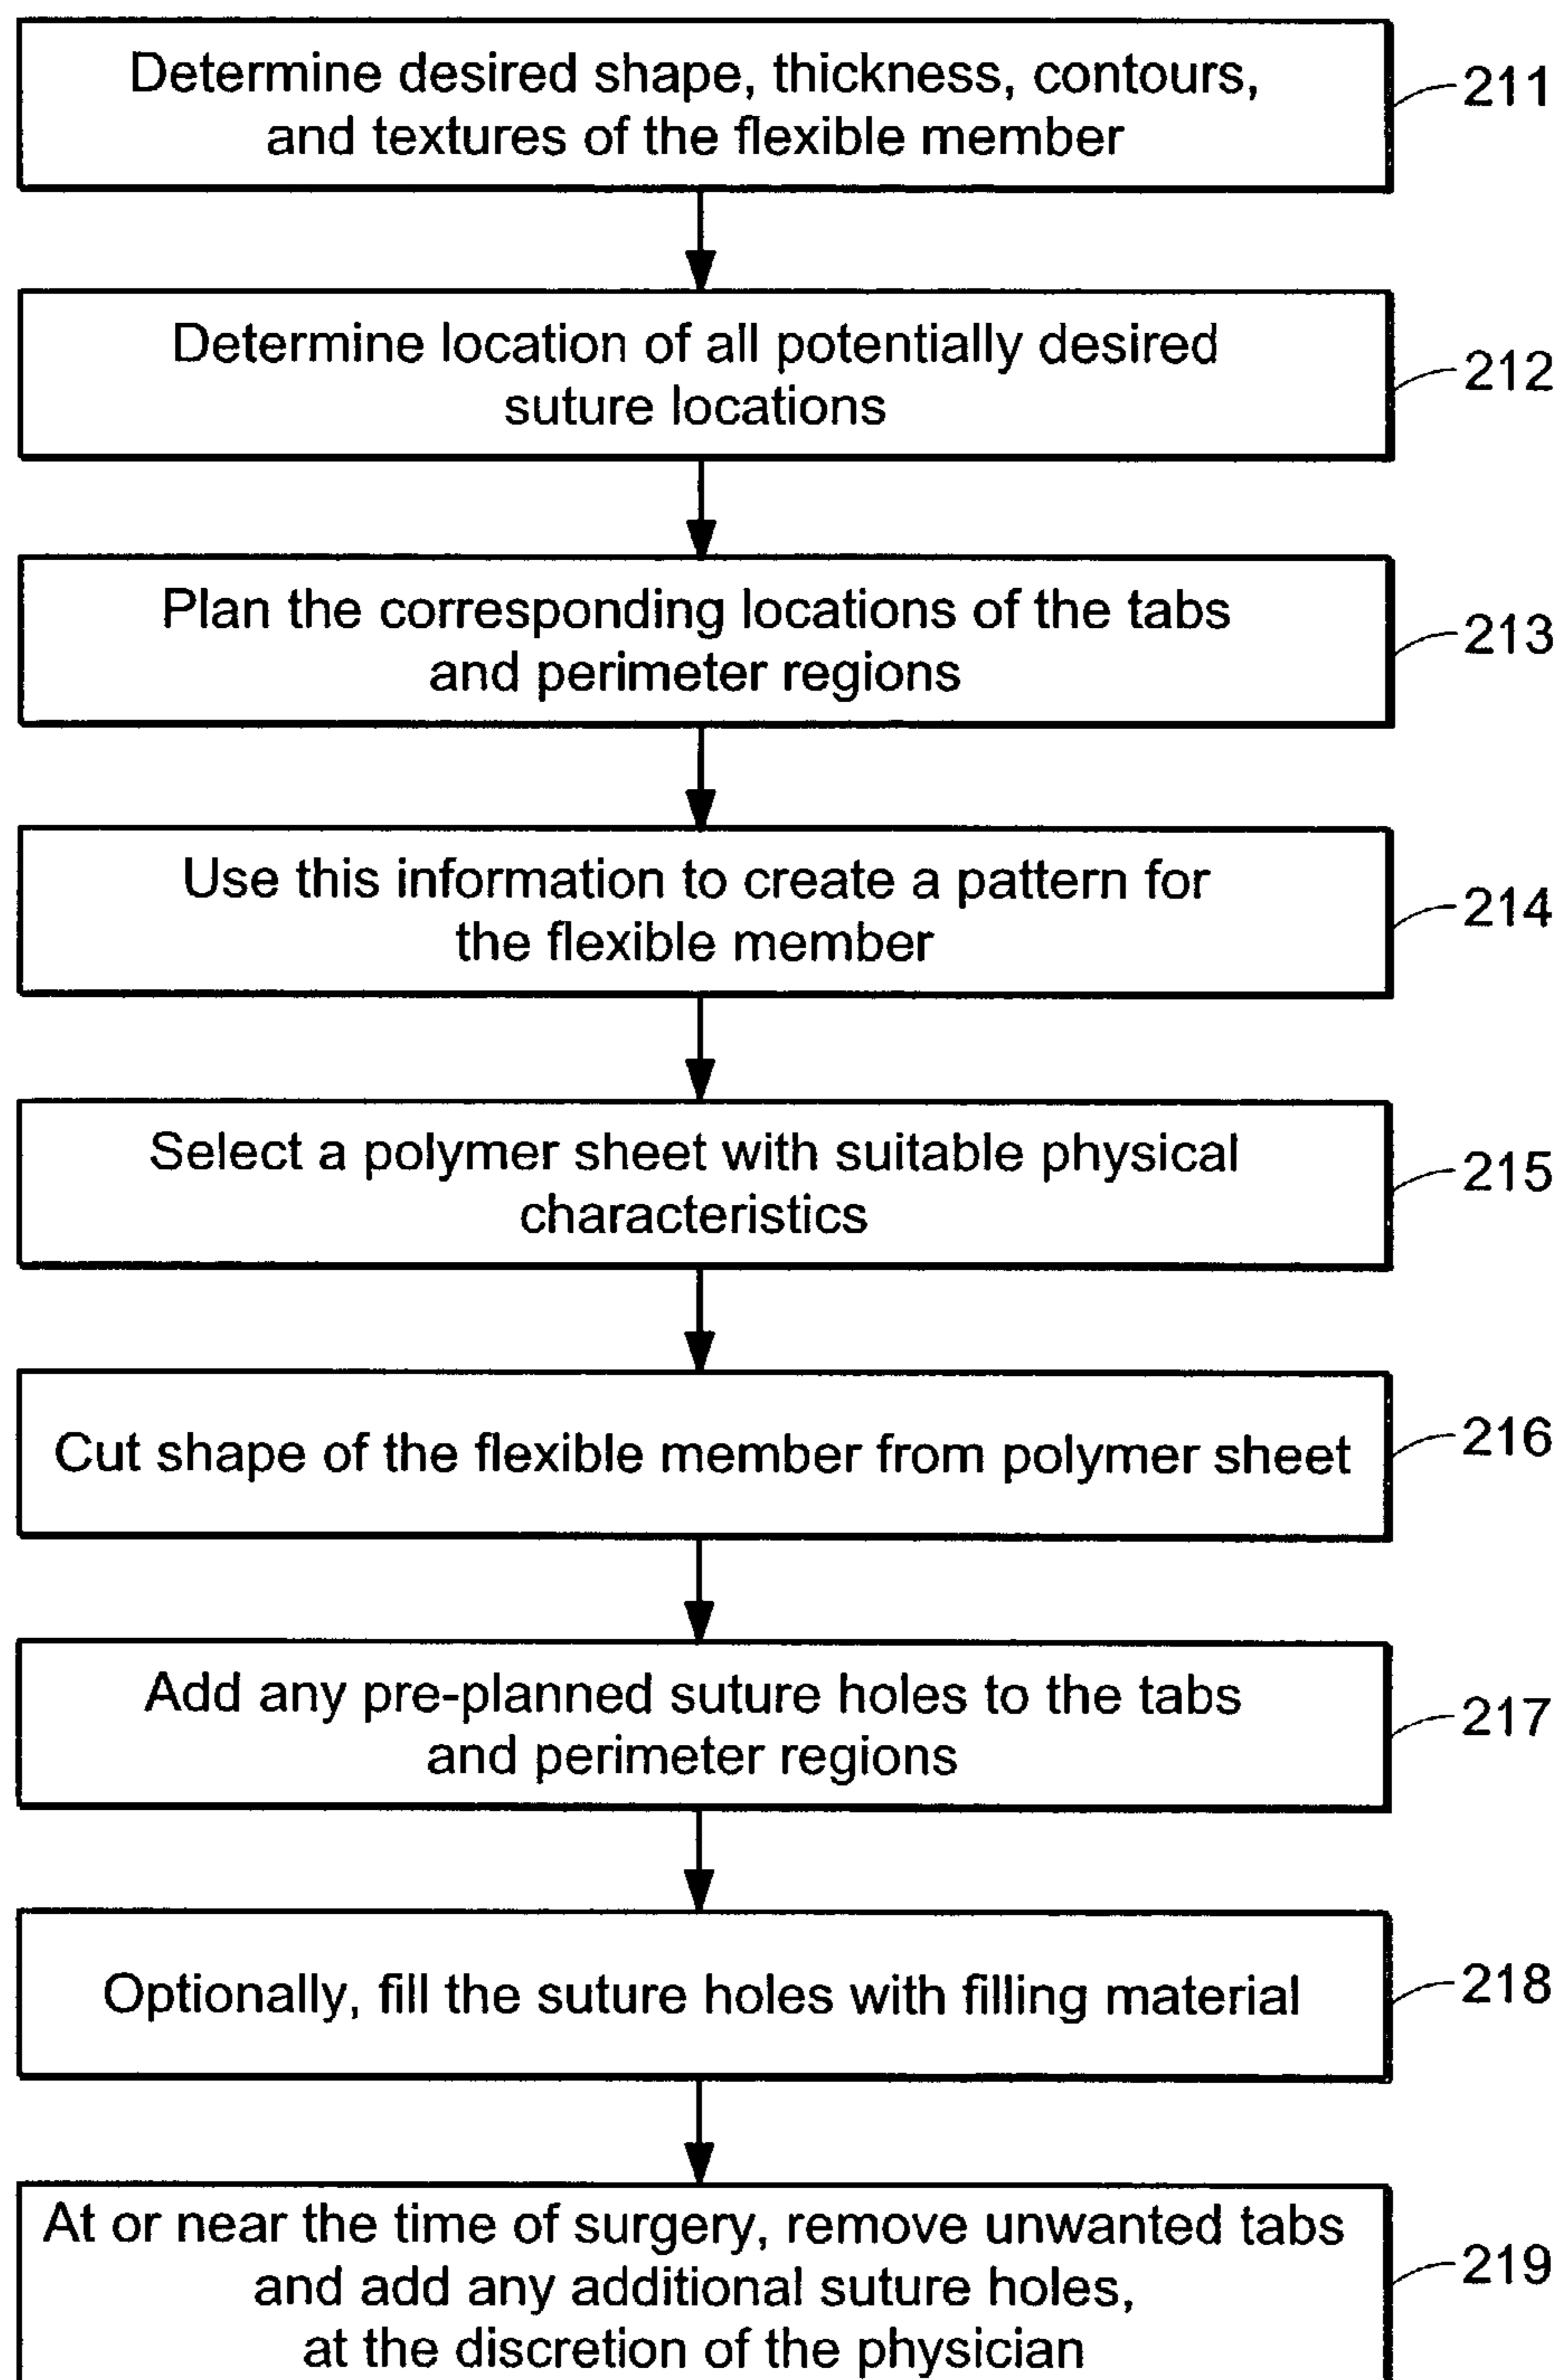 Determine desired shape, thickness, contours,
and textures of the flexible member
211
Determine location of all potentially desired
suture locations
212
Plan the corresponding locations of the tabs
and perimeter regions
213
Use this information to create a pattern for
the flexible member
214
Select a polymer sheet with suitable physical
characteristics
215
Cut shape of the flexible member from polymer sheet
216
Add any pre-planned suture holes to the tabs
and perimeter regions
217
Optionally, fill the suture holes with filling material
218
At or near the time of surgery, remove unwanted tabs
and add any additional suture holes,
at the discretion of the physician
219